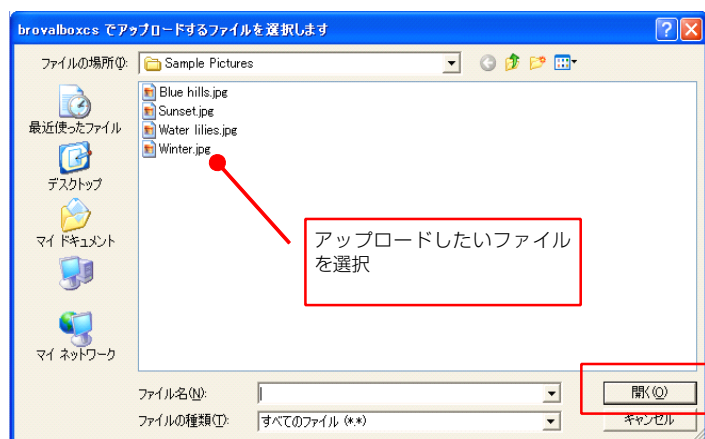 brovalboxcs でアップロードするファイルを選択します
ファイルの場所(I):
Sample Pictures
最近使ったファイル
デスクトップ
マイ ドキュメント
マイ ネットワーク
Blue hills.jpg
Sunset.jpg
Water lilies.jpg
Winter.jpg
アップロードしたいファイル
を選択
ファイル名(N):
開く(O)
ファイルの種類(T):
すべてのファイル (*.*)
キャンセル